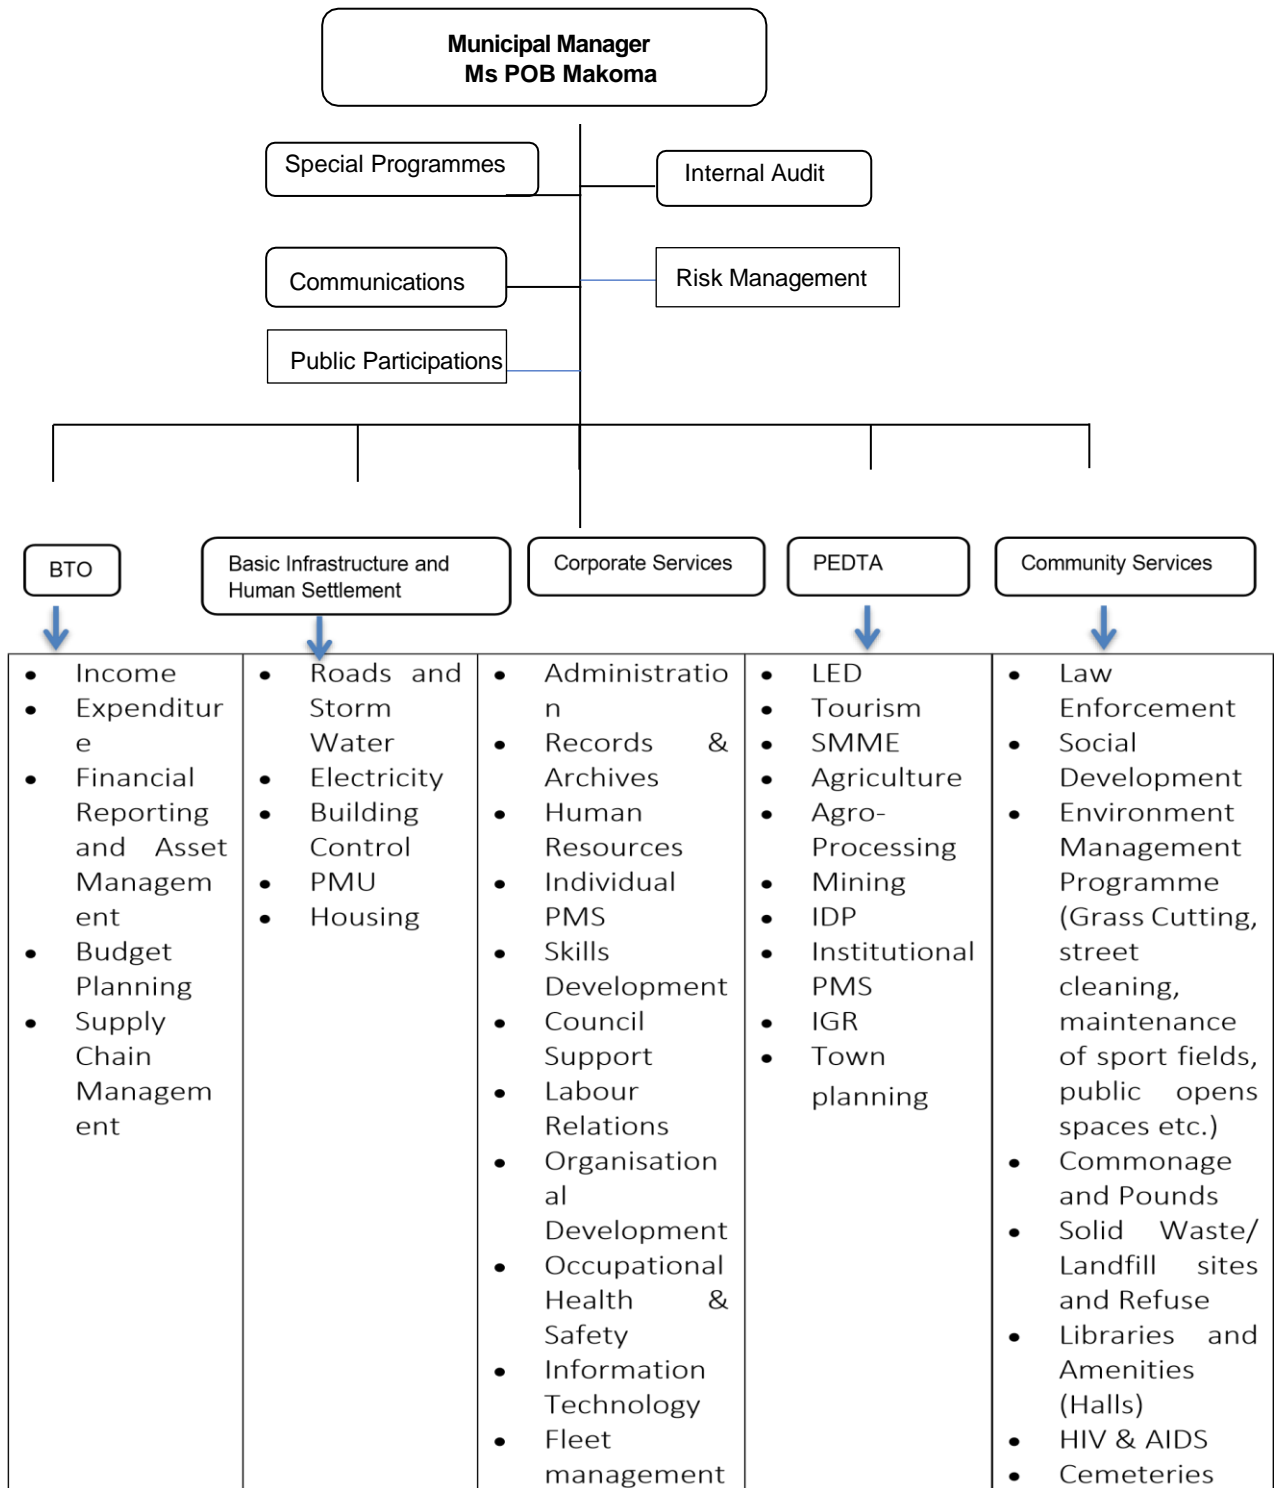 Municipal Manager
Ms POB Makoma
Special Programmes
Internal Audit
Communications
Risk Management
Public Participations
BTO
Basic Infrastructure and
Human Settlement
Corporate Services
PEDTA
Community Services
• Income
• Expenditur
e
• Financial
Reporting
and Asset
Managem
ent
• Budget
Planning
• Supply
Chain
Managem
ent
• Roads and
Storm
Water
• Electricity
• Building
Control
• PMU
• Housing
• Administratio
n
• Records &
Archives
• Human
Resources
• Individual
PMS
• Skills
Development
• Council
Support
• Labour
Relations
• Organisation
al
Development
• Occupational
Health &
Safety
• Information
Technology
• Fleet
management
• LED
• Tourism
• SMME
• Agriculture
• Agro-
Processing
• Mining
• IDP
• Institutional
PMS
• IGR
• Town
planning
• Law
Enforcement
• Social
Development
• Environment
Management
Programme
(Grass Cutting,
street
cleaning,
maintenance
of sport fields,
public opens
spaces etc.)
• Commonage
and Pounds
• Solid Waste/
Landfill sites
and Refuse
• Libraries and
Amenities
(Halls)
• HIV & AIDS
• Cemeteries